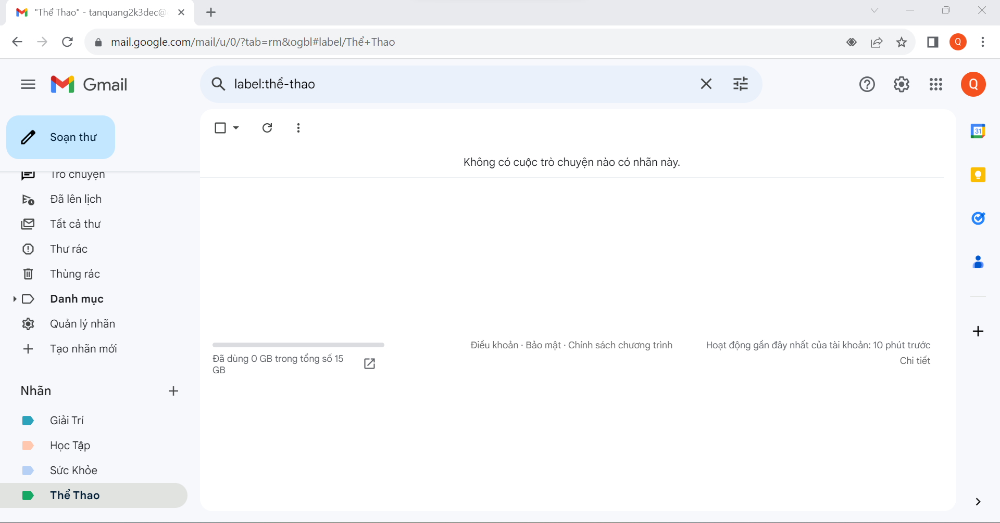 "Thể Thao" - tanquang2k3dec@
mail.google.com/mail/u/0/?tab=rm&ogbl#label/Thể+Thao
Q
Gmail
label:thể-thao
Q
Soạn thư
Trò chuyện
Đã lên lịch
Tất cả thư
Thư rác
Thùng rác
Danh mục
Quản lý nhãn
Tạo nhãn mới
Nhãn
Giải Trí
Học Tập
Sức Khỏe
Thể Thao
Không có cuộc trò chuyện nào có nhãn này.
Đã dùng 0 GB trong tổng số 15
GB
Điều khoản · Bảo mật · Chính sách chương trình
Hoạt động gần đây nhất của tài khoản: 10 phút trước
Chi tiết
31